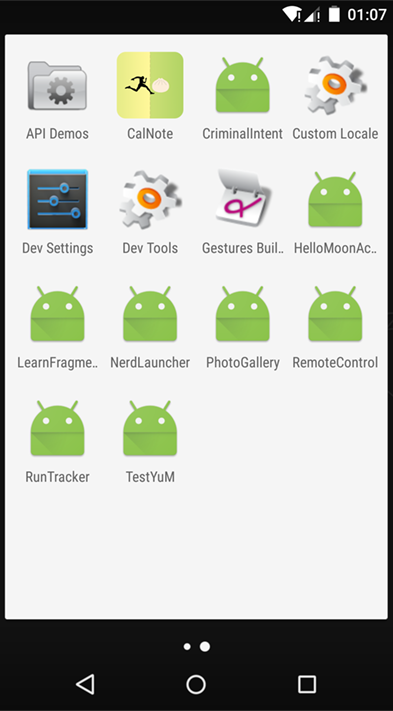 01:07
API Demos
CalNote
CriminalIntent
Custom Locale
Dev Settings
Dev Tools
Gestures Buil..
HelloMoonAc..
LearnFragme..
NerdLauncher
PhotoGallery
RemoteControl
RunTracker
TestYuM